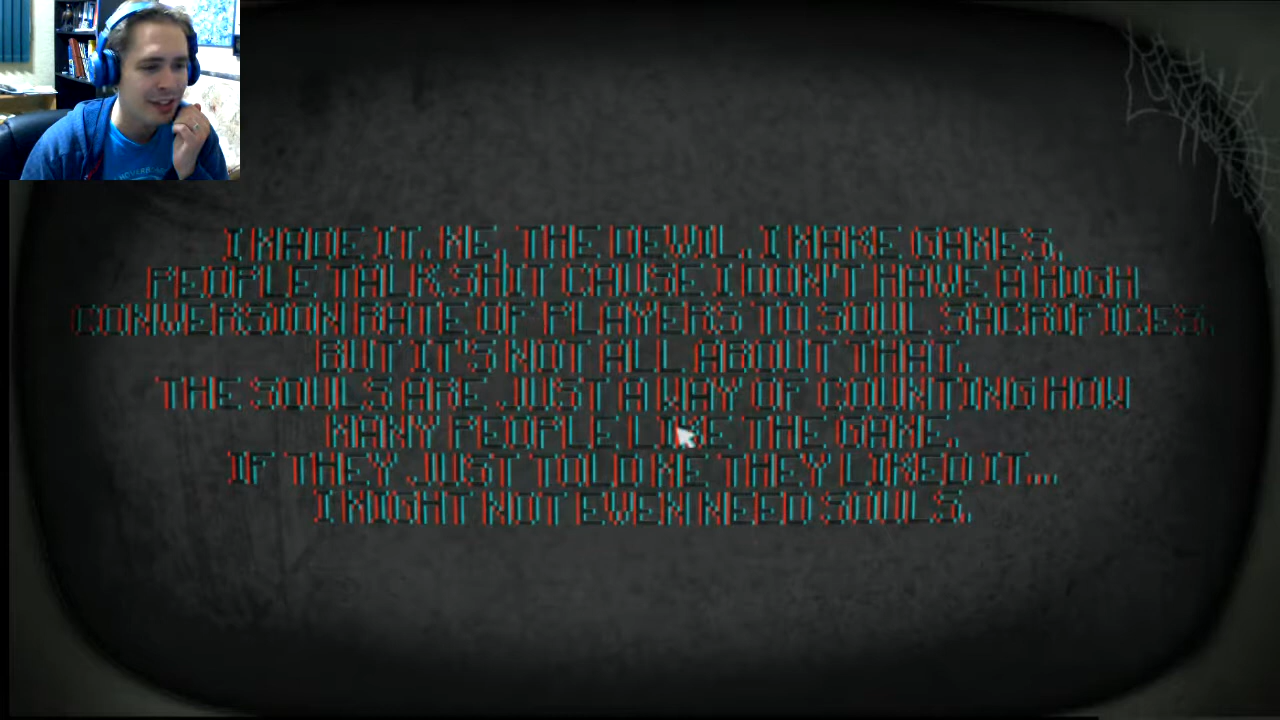 I MADE IT. ME, THE DEVIL. I MAKE GAMES.
PEOPLE TALK SHIT CAUSE I DON'T HAVE A HIGH
CONVERSION RATE OF PLAYERS TO SOUL SACRIFICES.
BUT IT'S NOT ALL ABOUT THAT.
THE SOULS ARE JUST A WAY OF COUNTING HOW
MANY PEOPLE LIKE THE GAME.
IF THEY JUST TOLD ME THEY LIKED IT...
I MIGHT NOT EVEN NEED SOULS.